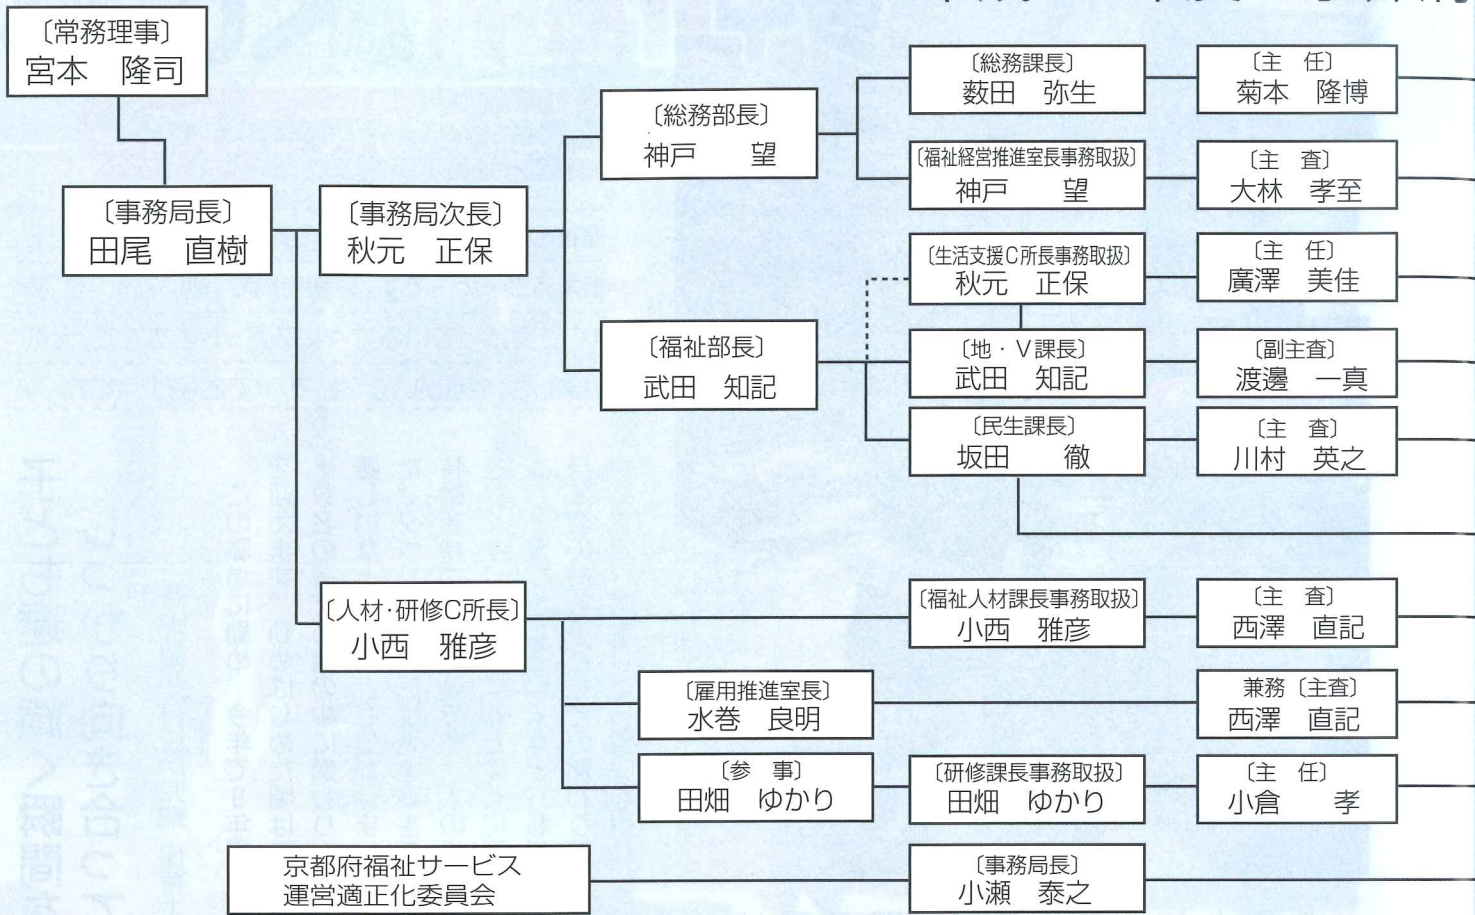 〔常務理事〕
宮本　隆司
〔事務局長〕
田尾　直樹
〔事務局次長〕
秋元　正保
〔総務部長〕
神戸　望
〔総務課長〕
数田　弥生
〔主　任〕
菊本　隆博
〔福祉経営推進室長事務取扱〕
神戸　望
〔主　査〕
大林　孝至
〔福祉部長〕
武田　知記
〔生活支援C所長事務取扱〕
秋元　正保
〔主　任〕
廣澤　美佳
〔地・V課長〕
武田　知記
〔副主査〕
渡邊　一真
〔民生課長〕
坂田　徹
〔主　査〕
川村　英之
〔人材・研修C所長〕
小西　雅彦
〔福祉人材課長事務取扱〕
小西　雅彦
〔主　査〕
西澤　直記
〔雇用推進室長〕
水巻　良明
兼務〔主査〕
西澤　直記
〔参　事〕
田畑　ゆかり
〔研修課長事務取扱〕
田畑　ゆかり
〔主　任〕
小倉　孝
京都府福祉サービス
運営適正化委員会
〔事務局長〕
小瀬　泰之